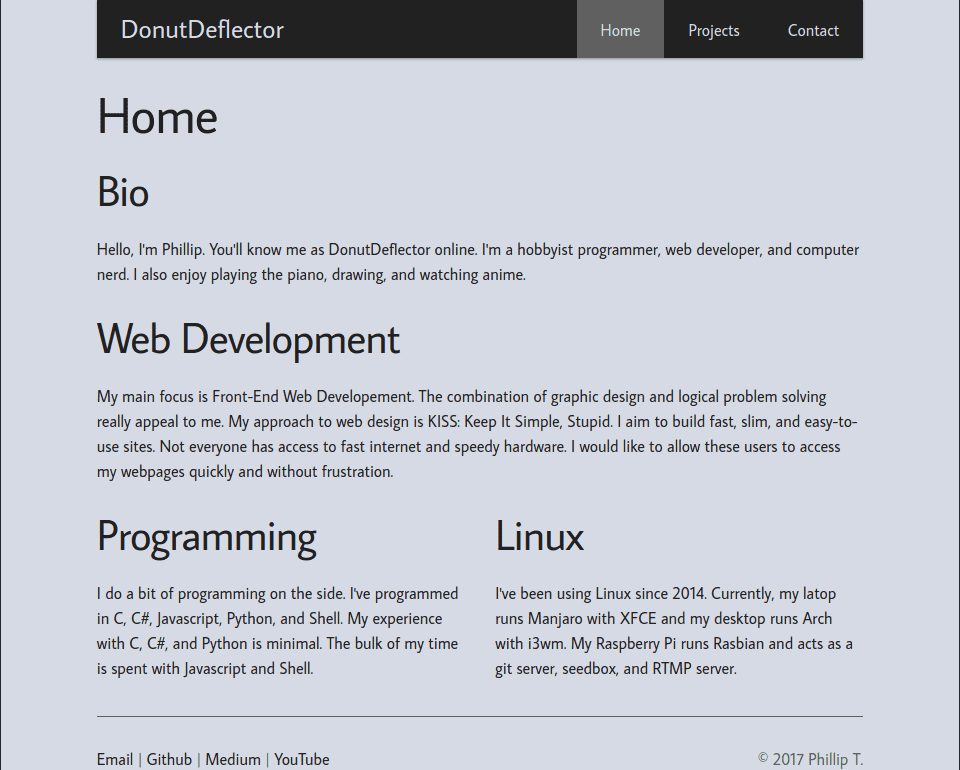 DonutDeflector
Home
Projects
Contact
Home
Bio
Hello, I'm Phillip. You'll know me as DonutDeflector online. I'm a hobbyist programmer, web developer, and computer
nerd. I also enjoy playing the piano, drawing, and watching anime.
Web Development
My main focus is Front-End Web Developement. The combination of graphic design and logical problem solving
really appeal to me. My approach to web design is KISS: Keep It Simple, Stupid. I aim to build fast, slim, and easy-to-
use sites. Not everyone has access to fast internet and speedy hardware. I would like to allow these users to access
my webpages quickly and without frustration.
Programming
I do a bit of programming on the side. I've programmed
in C, C#, Javascript, Python, and Shell. My experience
with C, C#, and Python is minimal. The bulk of my time
is spent with Javascript and Shell.
Linux
I've been using Linux since 2014. Currently, my latop
runs Manjaro with XFCE and my desktop runs Arch
with i3wm. My Raspberry Pi runs Rasbian and acts as a
git server, seedbox, and RTMP server.
Email | Github | Medium | YouTube
© 2017 Phillip T.